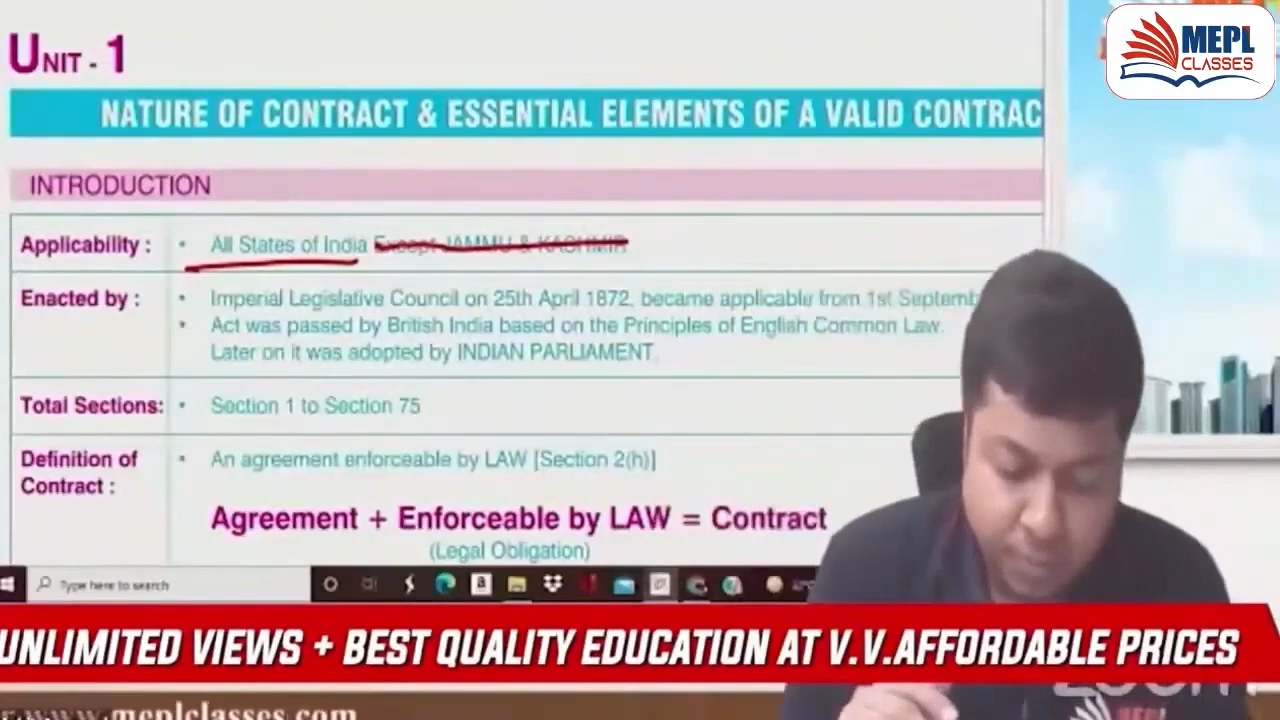 MEPL
CLASSES
UNIT - 1
NATURE OF CONTRACT & ESSENTIAL ELEMENTS OF A VALID CONTRAC
INTRODUCTION
Applicability :
• All States of India Except JAMMU & KASHMIR
Enacted by :
• Imperial Legislative Council on 25th April 1872, became applicable from 1st Septemb
• Act was passed by British India based on the Principles of English Common Law.
Later on it was adopted by INDIAN PARLIAMENT.
Total Sections:
• Section 1 to Section 75
Definition of
Contract :
• An agreement enforceable by LAW [Section 2(h)]
Agreement + Enforceable by LAW = Contract
(Legal Obligation)
Type here to search
UNLIMITED VIEWS + BEST QUALITY EDUCATION AT V.V.AFFORDABLE PRICES
www.meplclasses.com
MEPL